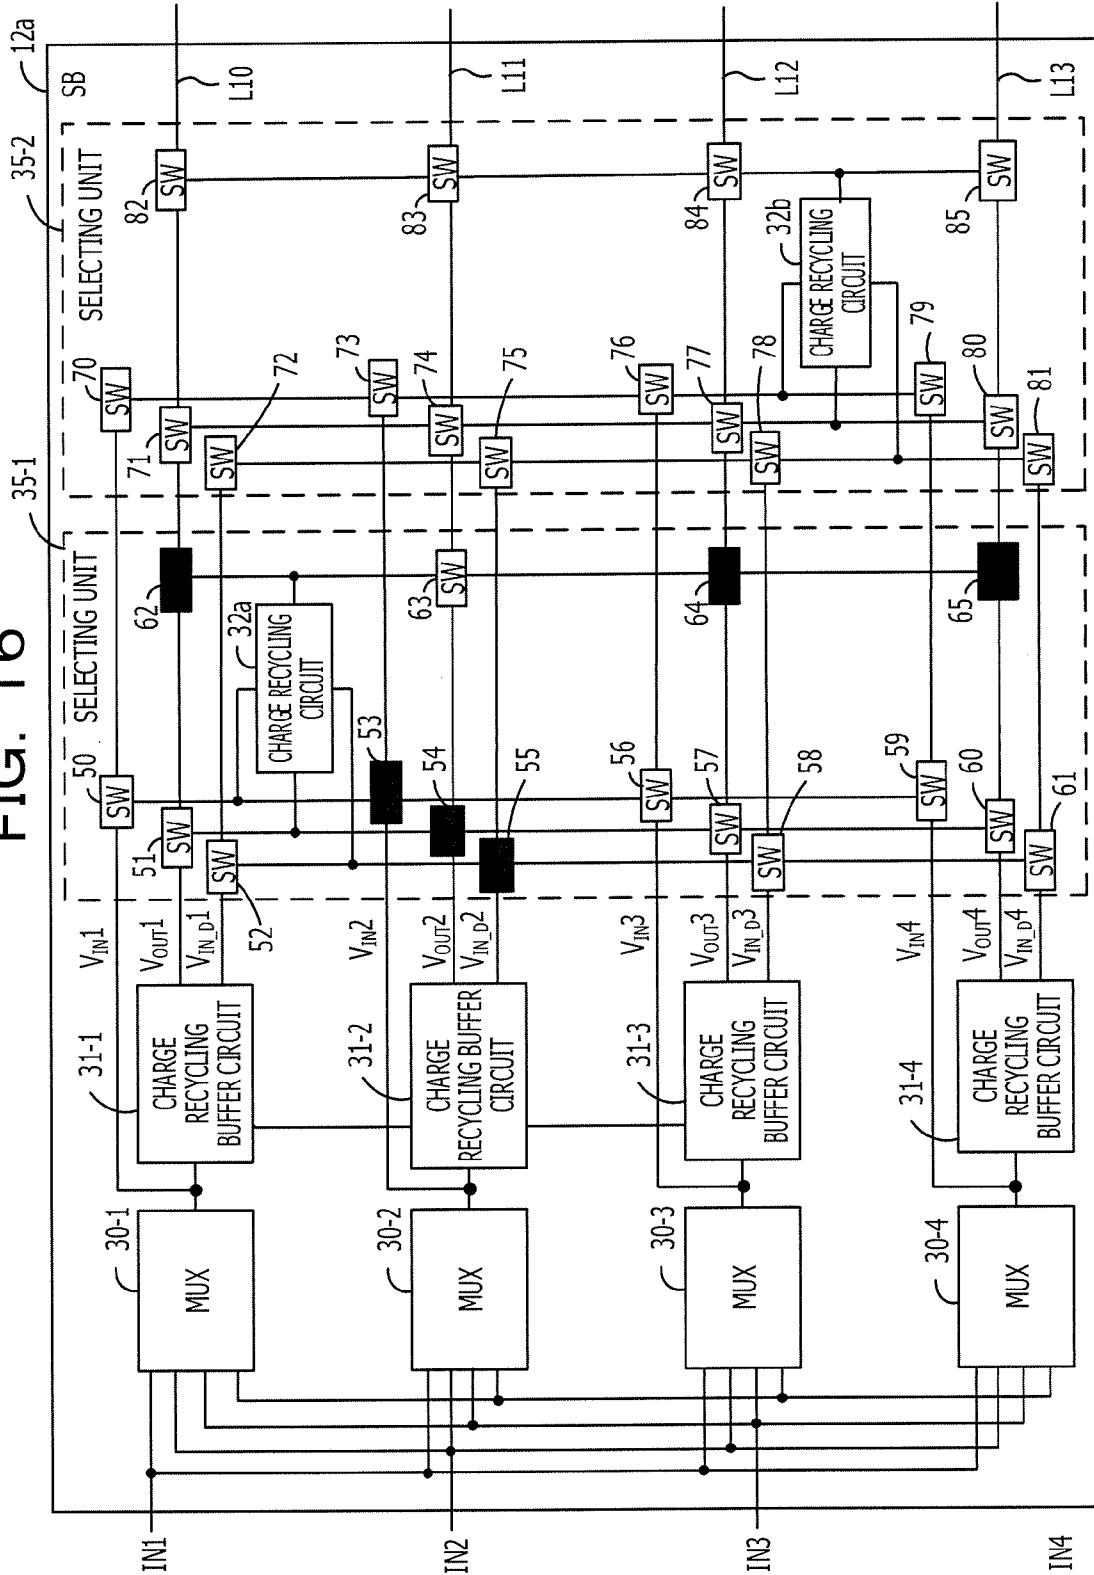 FIG. 16
12a
SB
35-1
35-2
SELECTING UNIT
SELECTING UNIT
IN1
IN2
IN3
IN4
30-1
MUX
30-2
MUX
30-3
MUX
30-4
MUX
31-1
CHARGE
RECYCLING
BUFFER CIRCUIT
31-2
CHARGE
RECYCLING BUFFER
CIRCUIT
31-3
CHARGE
RECYCLING
BUFFER CIRCUIT
31-4
CHARGE
RECYCLING
BUFFER CIRCUIT
VIN1
VOUT1
VIN_D1
VIN2
VOUT2
VIN_D2
VIN3
VOUT3
VIN_D3
VIN4
VOUT4
VIN_D4
50
SW
51
SW
52
SW
53
54
55
56
SW
57
SW
58
SW
59
SW
60
SW
61
SW
32a
CHARGE RECYCLING
CIRCUIT
62
63
SW
64
65
70
SW
71
SW
72
SW
73
SW
74
SW
75
SW
76
SW
77
SW
78
SW
79
SW
80
SW
81
SW
32b
CHARGE RECYCLING
CIRCUIT
82
SW
83
SW
84
SW
85
SW
L10
L11
L12
L13